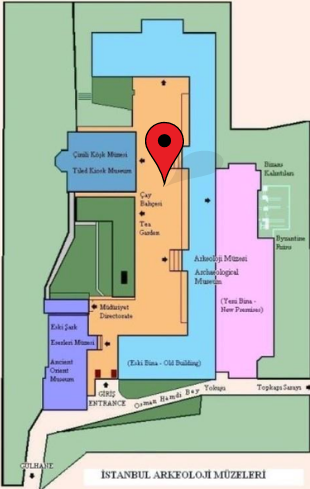 Çinili Köşk Müzesi
Tiled Kiosk Museum
Çay
Bahçesi
Tea
Garden
Bizans
Kalıntıları
Byzantine
Ruins
Arkeoloji Müzesi
Archaeological
Museum
(Yeni Bina -
New Premises)
Müdüriyet
Directorate
Eski Şark
Eserleri Müzesi
Ancient
Orient
Museum
(Eski Bina - Old Building)
GİRİŞ
ENTRANCE
Osman Hamdi Bey Yokuşu
Topkapı Sarayı
GÜLHANE
İSTANBUL ARKEOLOJİ MÜZELERİ